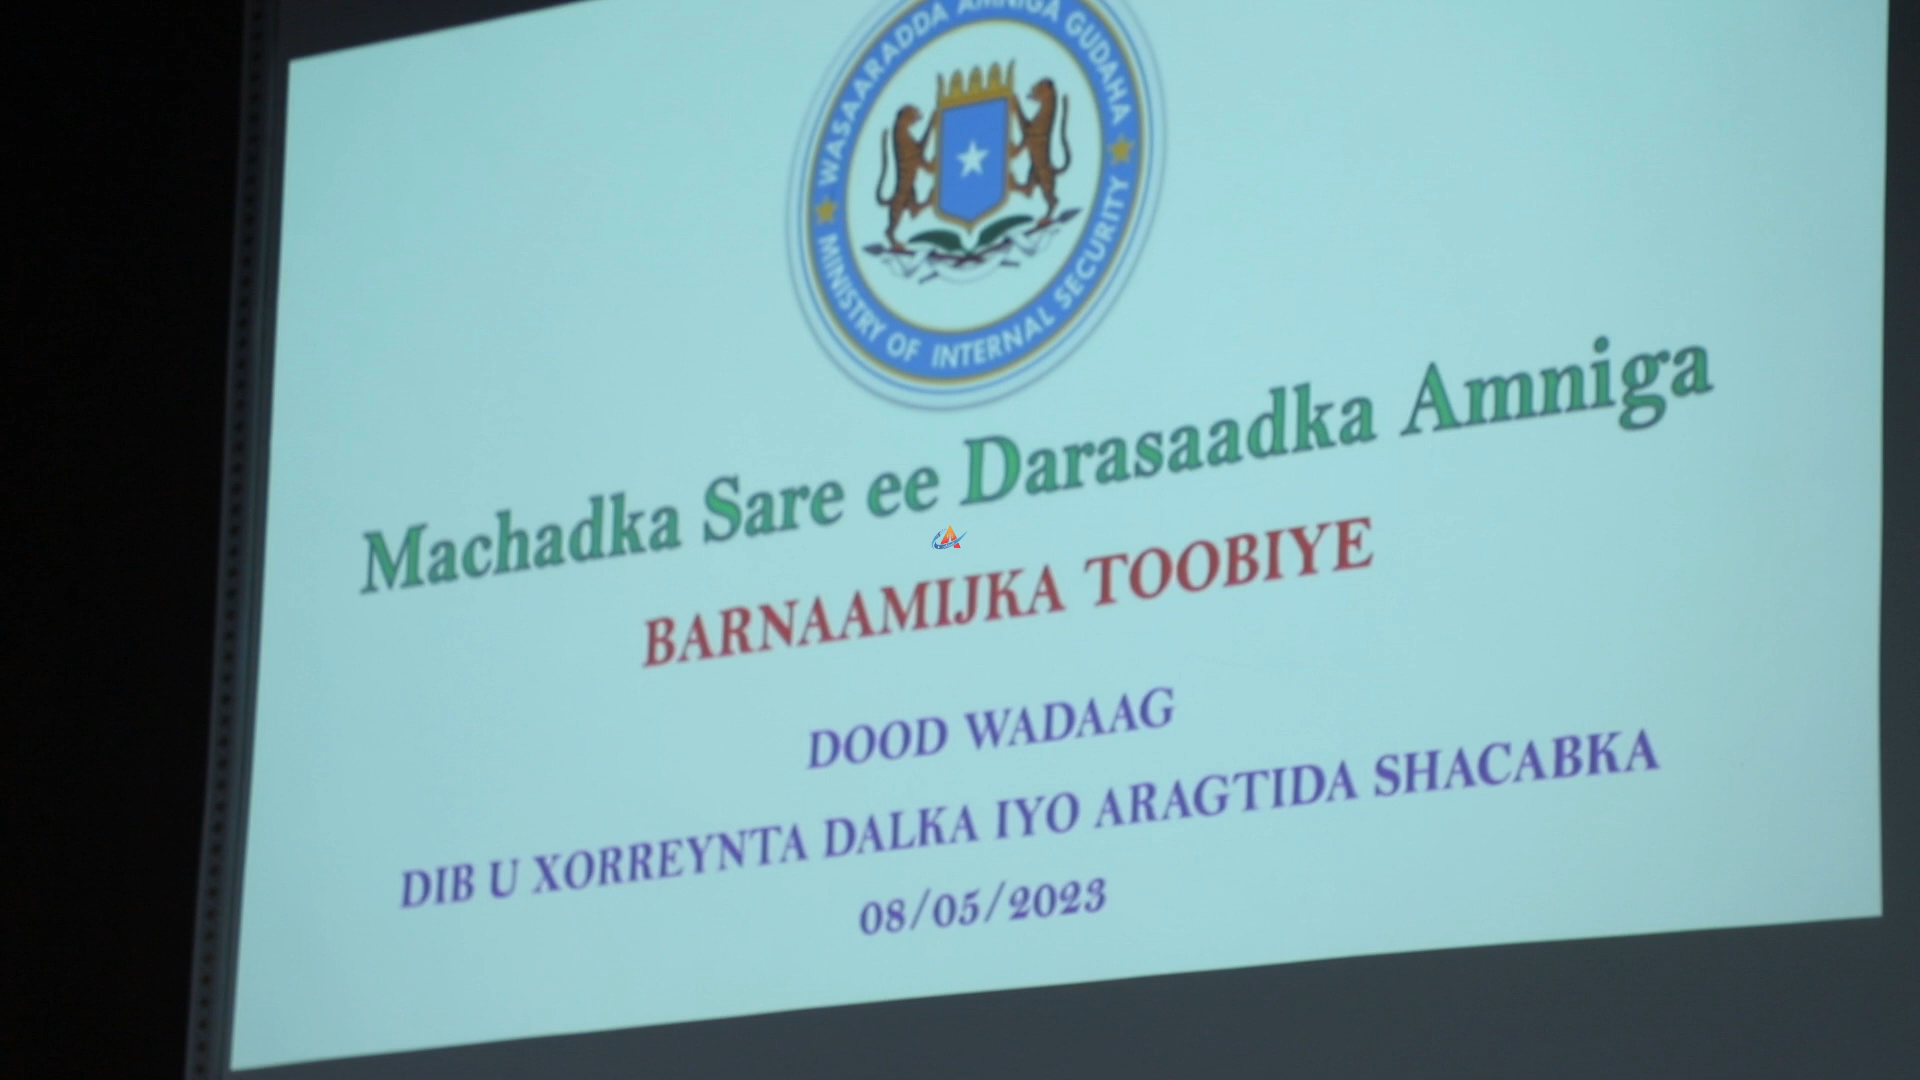 WASAARADDA AMNIGA GUDAHA
MINISTRY OF INTERNAL SECURITY
Machadka Sare ee Darasaadka Amniga
BARNAAMIJKA TOOBIYE
DOOD WADAAG
DIB U XORREYNTA DALKA IYO ARAGTIDA SHACABKA
08/05/2023